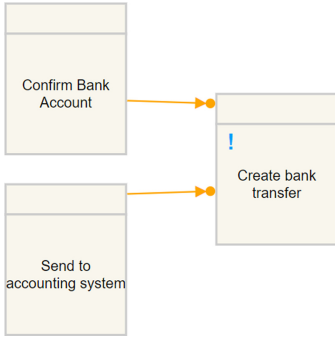 Confirm Bank
Account
!
Create bank
transfer
Send to
accounting system